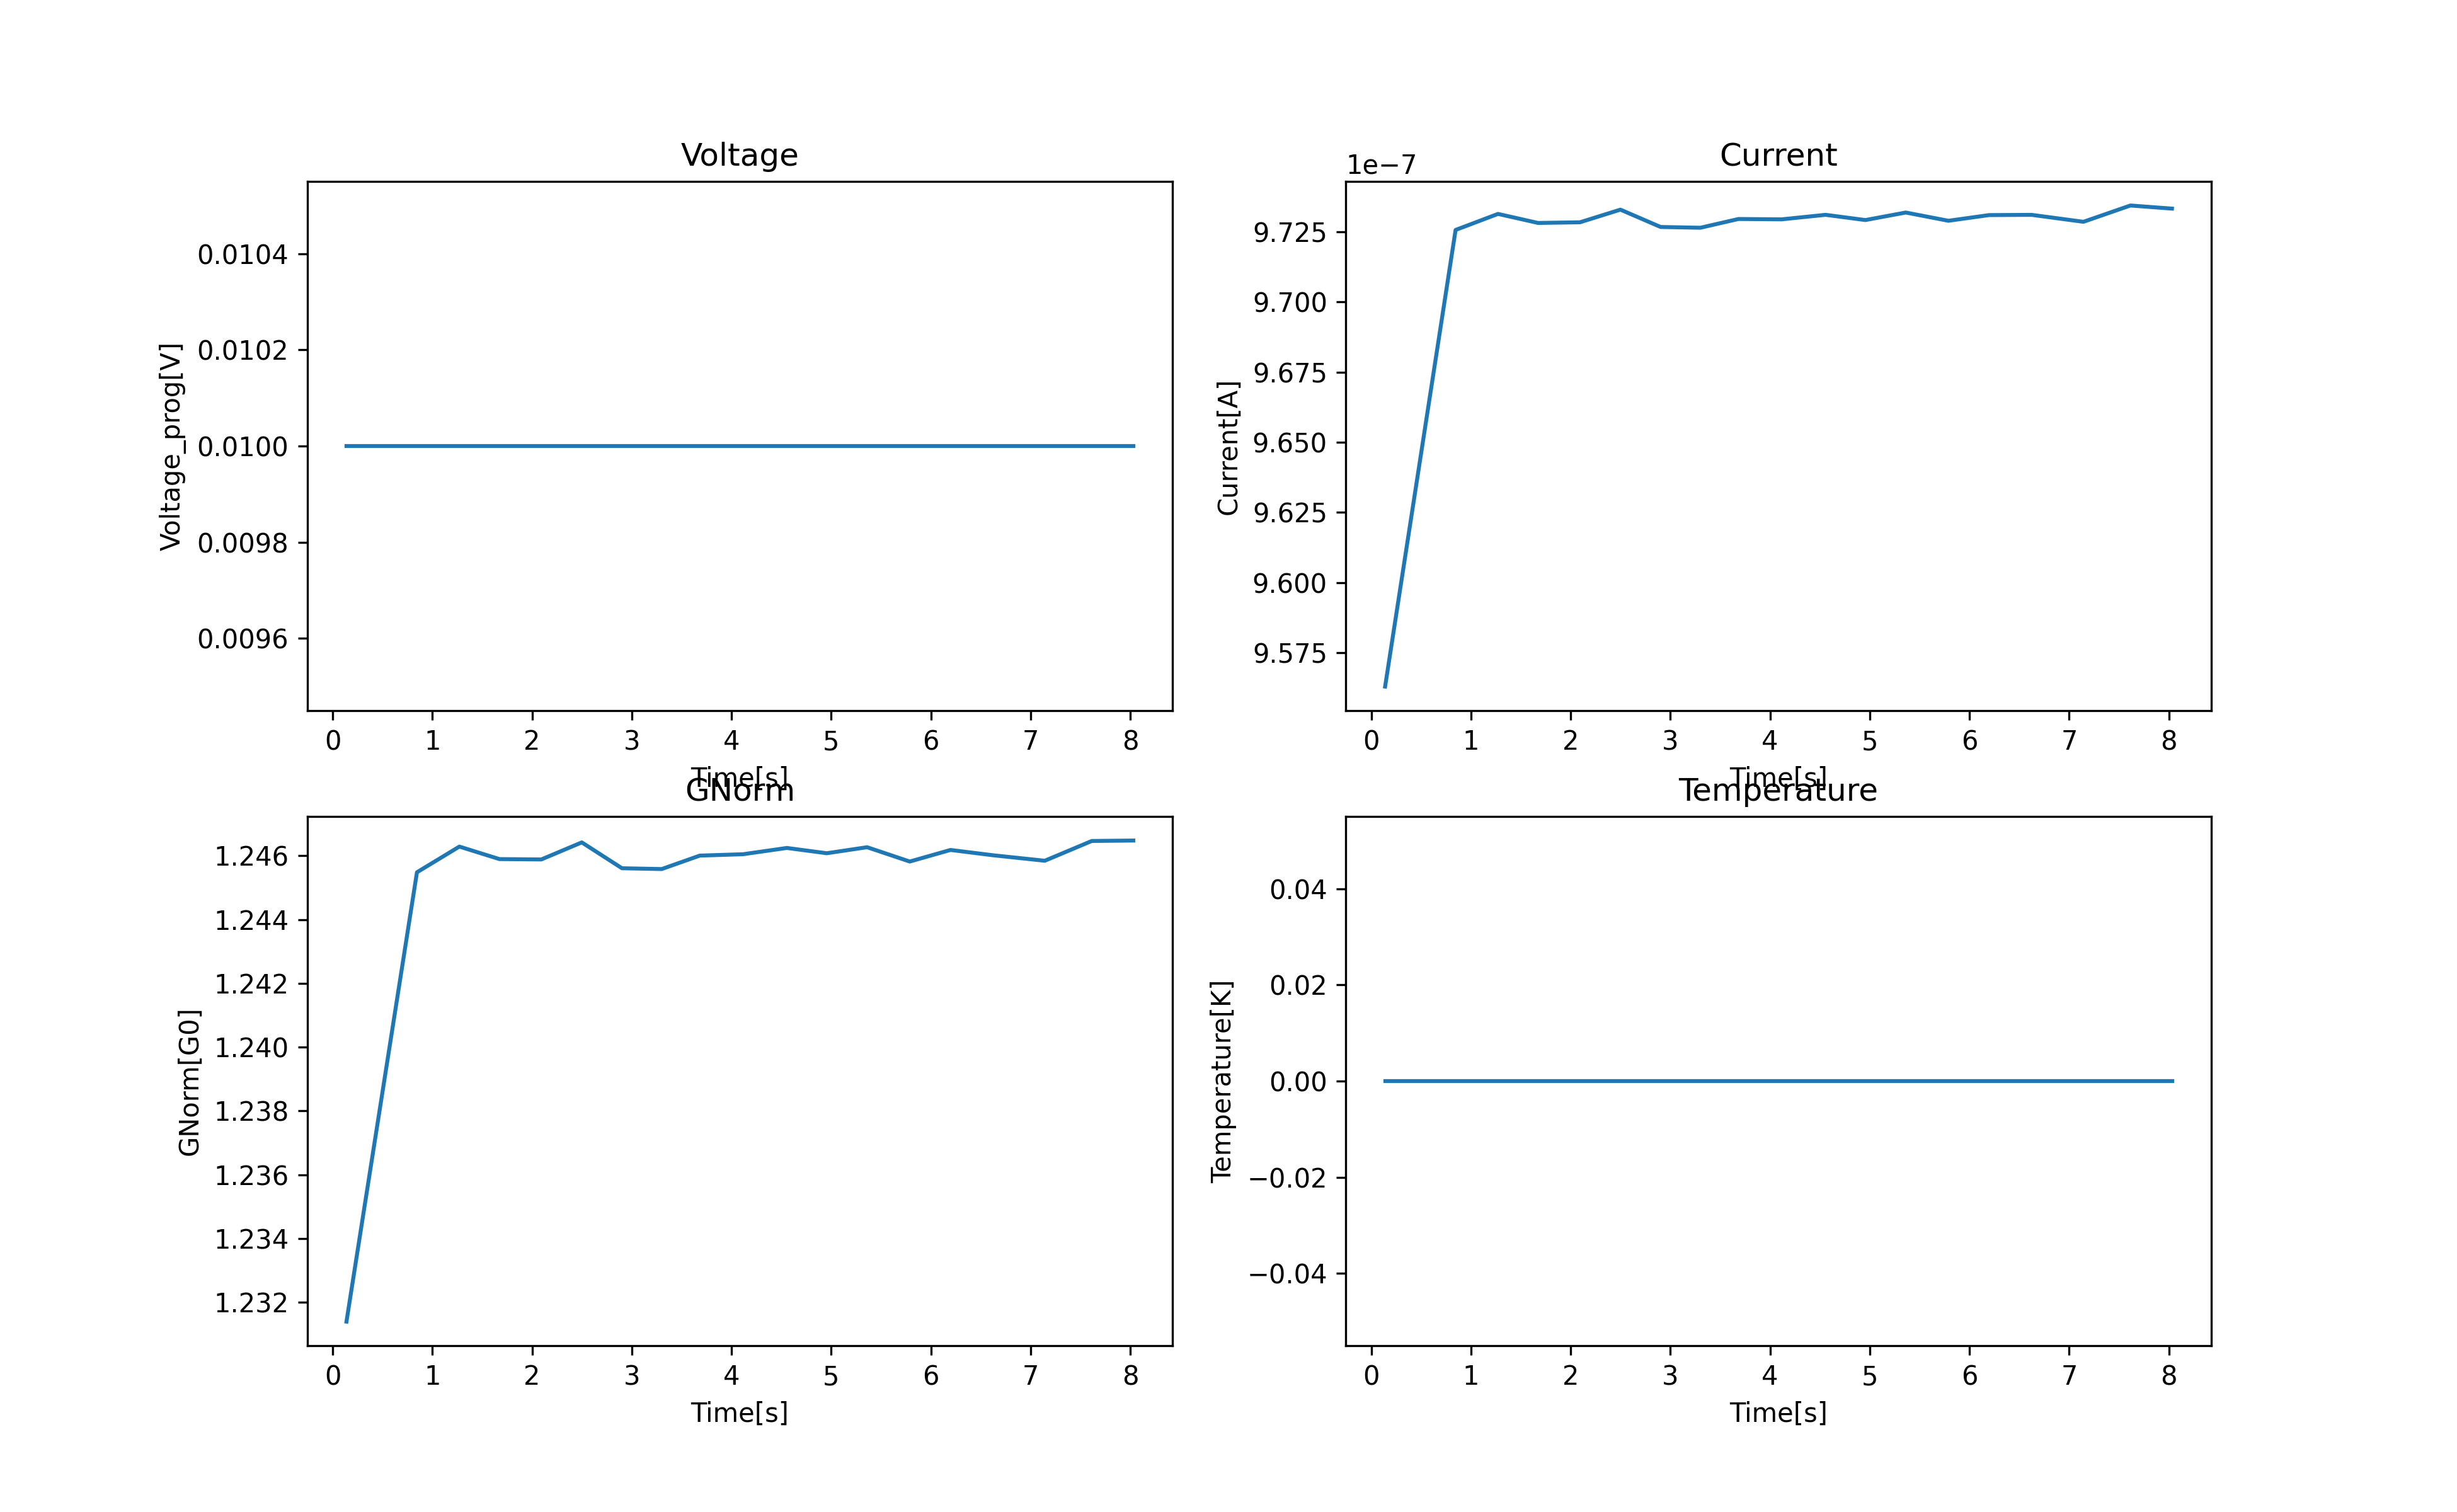 Voltage
Voltage_prog[V]
0.0104
0.0102
0.0100
0.0098
0.0096
0 1 2 3 4 5 6 7 8
Time[s]
Current
1e−7
Current[A]
9.725
9.700
9.675
9.650
9.625
9.600
9.575
0 1 2 3 4 5 6 7 8
Time[s]
GNorm
GNorm[G0]
1.246
1.244
1.242
1.240
1.238
1.236
1.234
1.232
0 1 2 3 4 5 6 7 8
Time[s]
Temperature
Temperature[K]
0.04
0.02
0.00
−0.02
−0.04
0 1 2 3 4 5 6 7 8
Time[s]